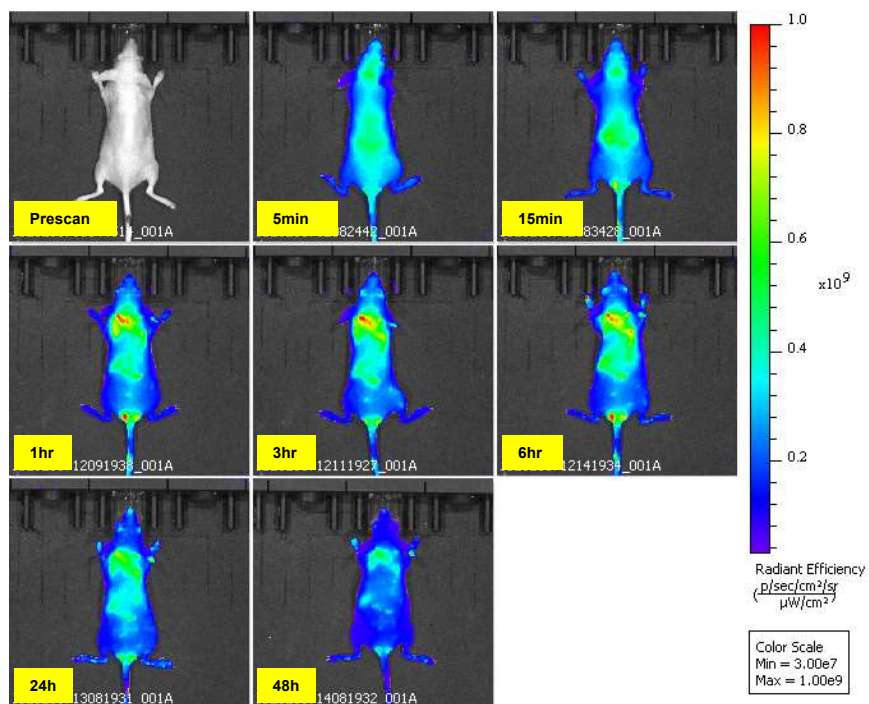 Prescan
5min
82442_001A
15min
83428_001A
1hr
12091938_001A
3hr
12111927_001A
6hr
12141934_001A
24h
13081931_001A
48h
14081932_001A
1.0
0.8
0.6
0.4
0.2
x10⁹
Radiant Efficiency
(p/sec/cm²/sr
µW/cm²)
Color Scale
Min = 3.00e7
Max = 1.00e9